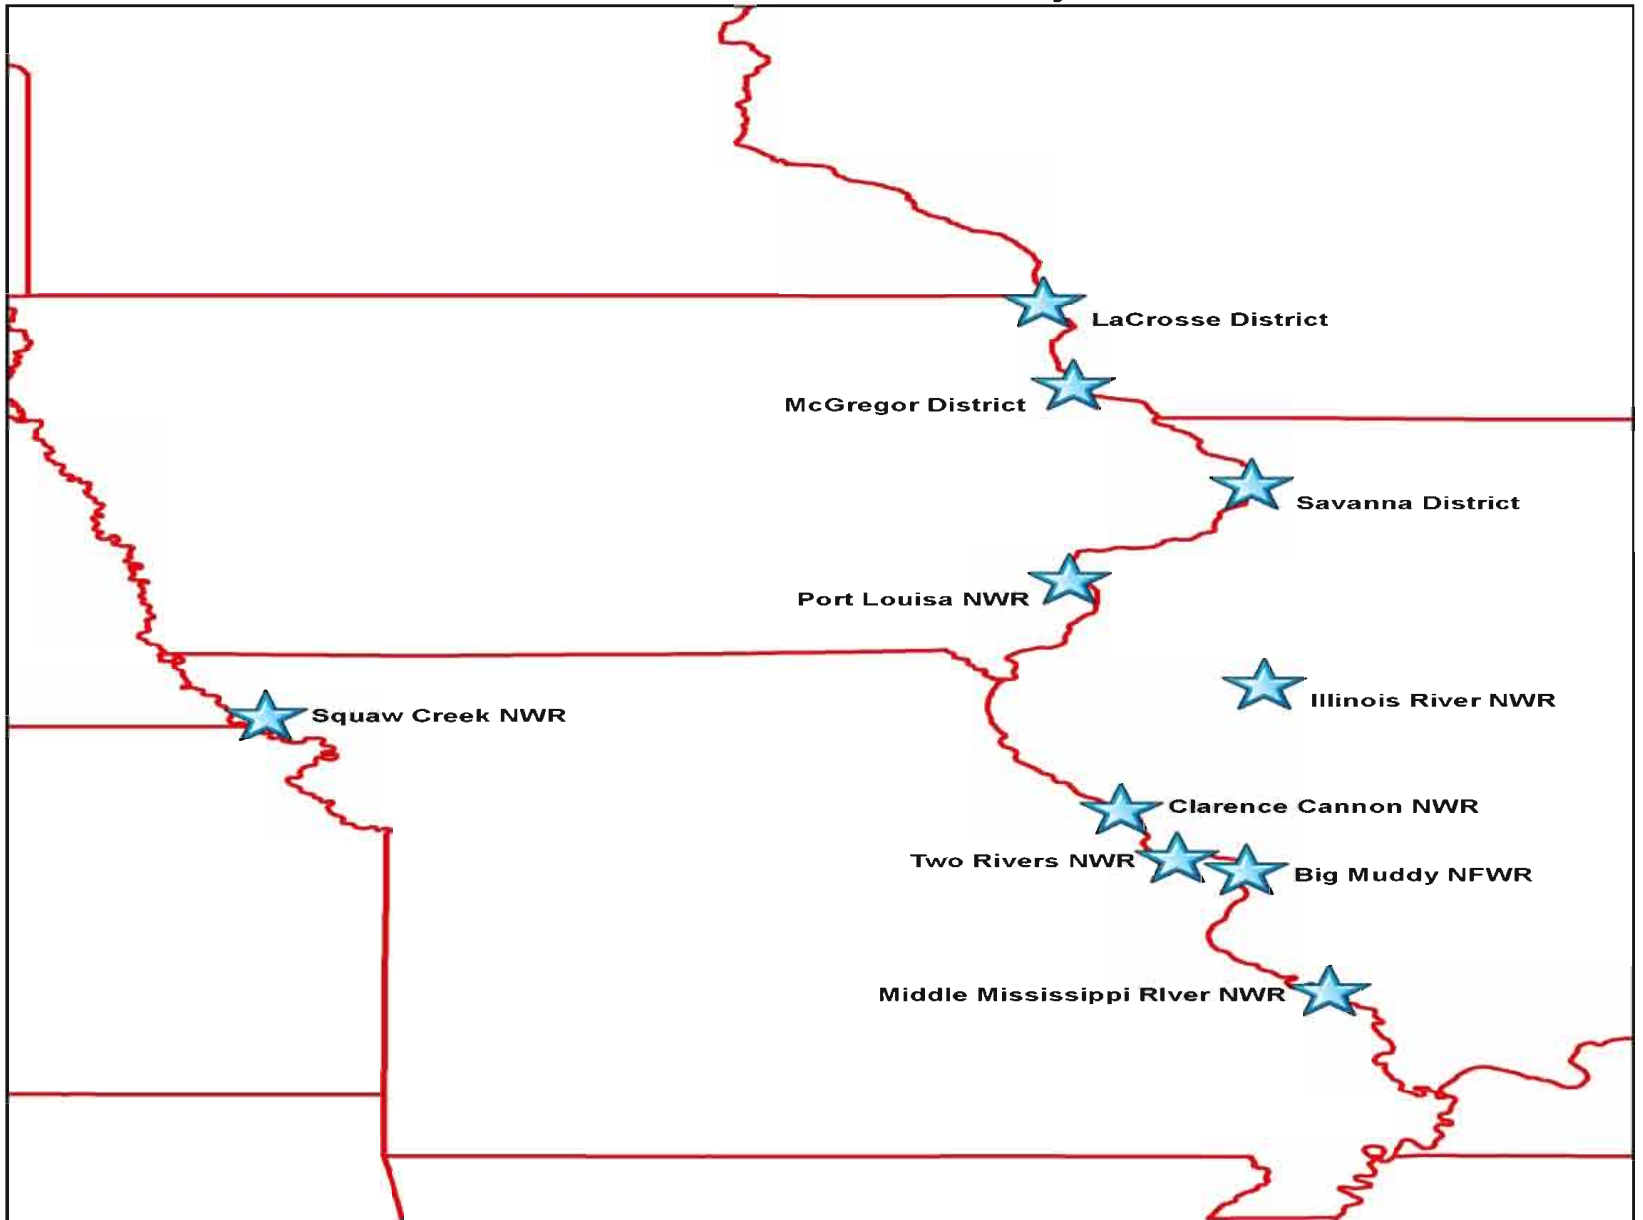 LaCrosse District
McGregor District
Savanna District
Port Louisa NWR
Illinois River NWR
Squaw Creek NWR
Clarence Cannon NWR
Two Rivers NWR
Big Muddy NFWR
Middle Mississippi RIver NWR